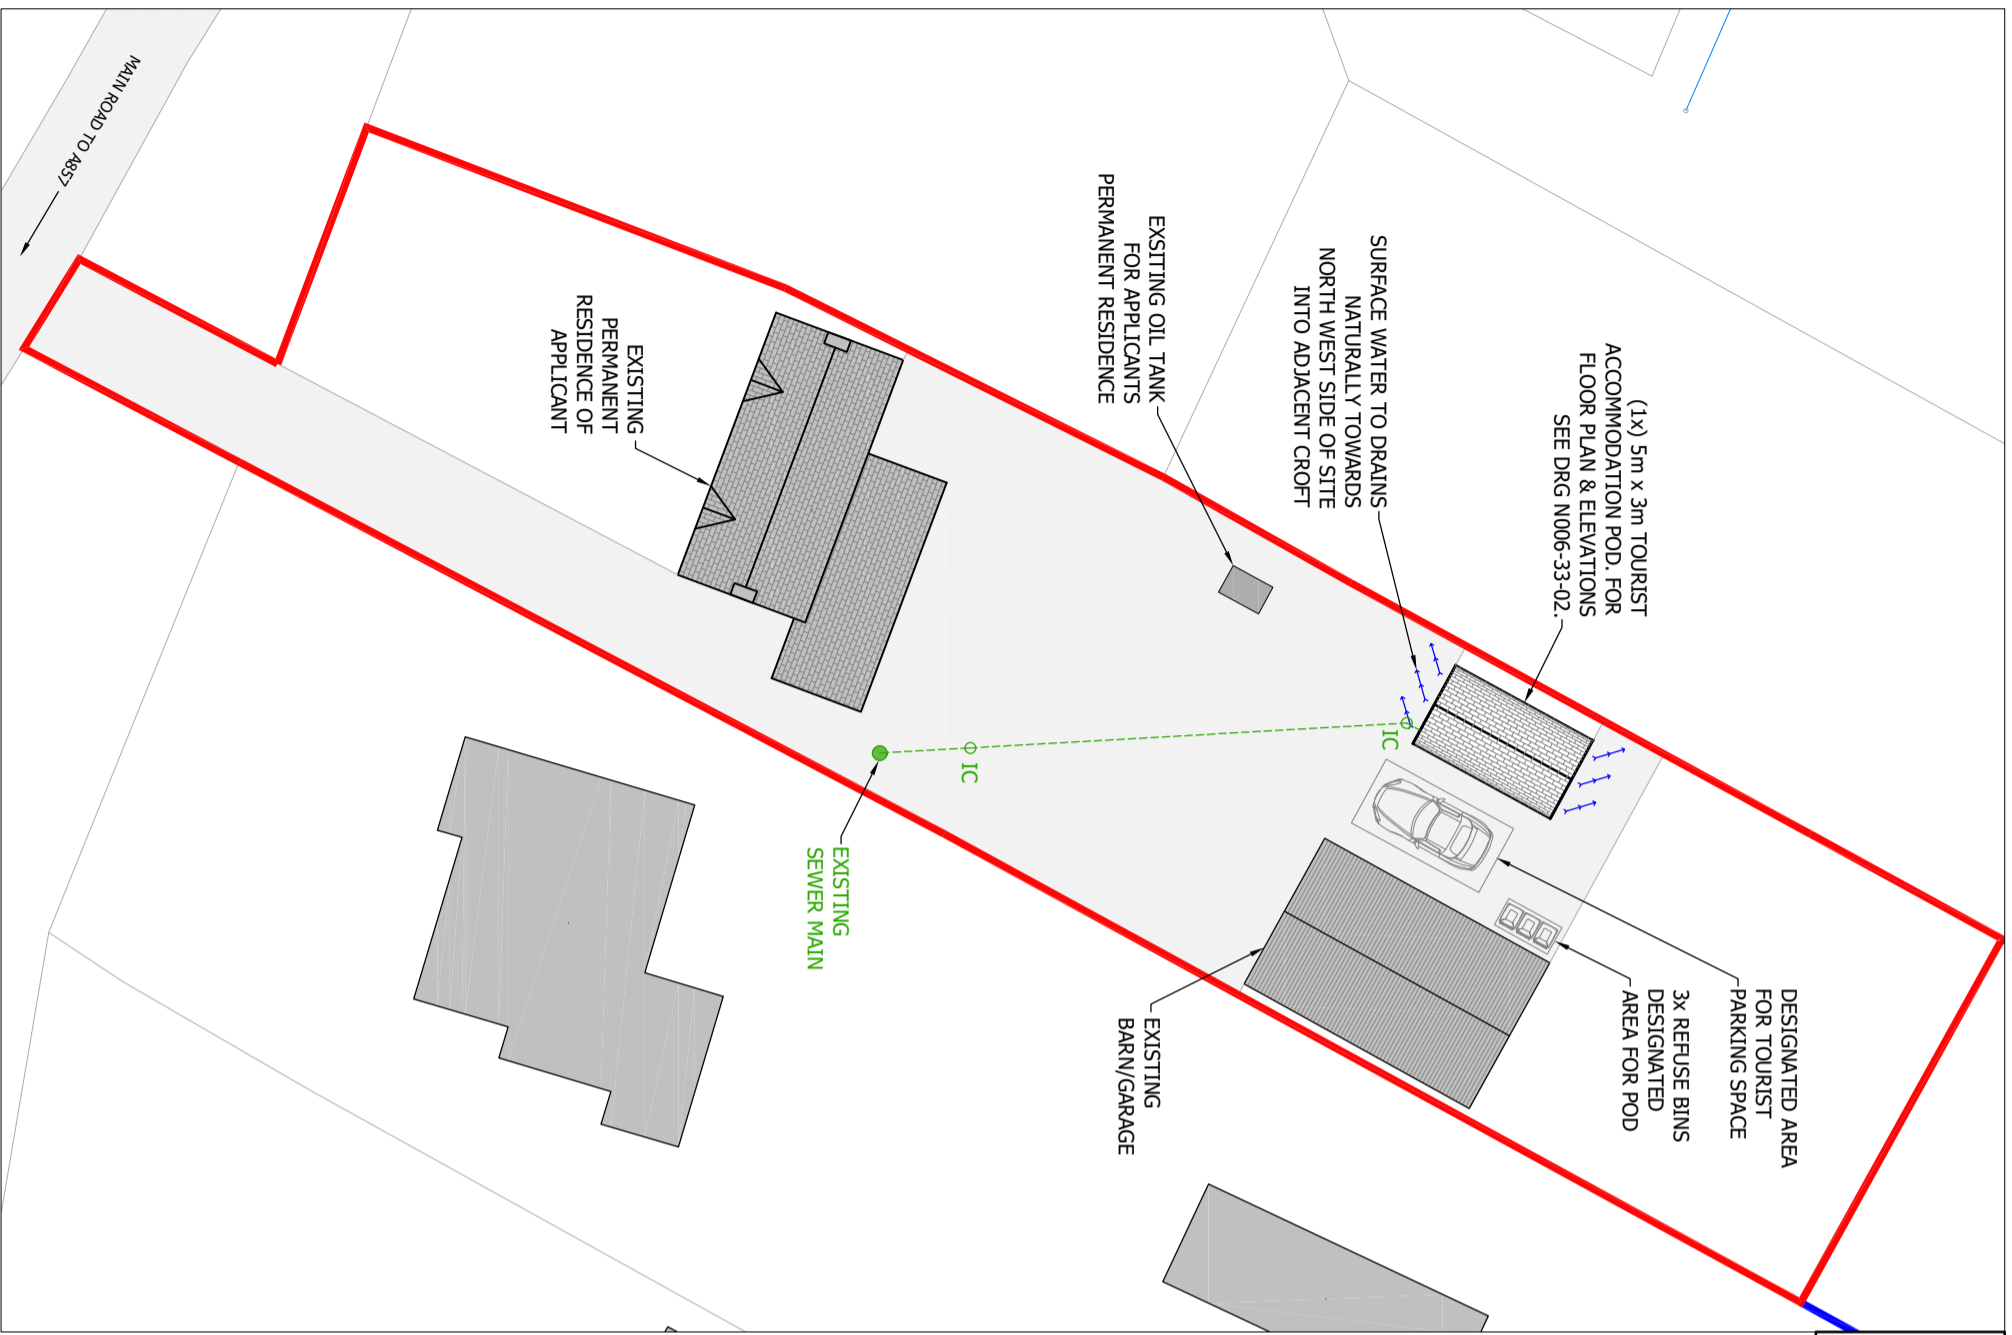 MAIN ROAD TO A857
(1x) 5m x 3m TOURIST
ACCOMMODATION POD. FOR
FLOOR PLAN & ELEVATIONS
SEE DRG N006-33-02.
SURFACE WATER TO DRAINS
NATURALLY TOWARDS
NORTH WEST SIDE OF SITE
INTO ADJACENT CROFT
EXSITING OIL TANK
FOR APPLICANTS
PERMANENT RESIDENCE
EXISTING
PERMANENT
RESIDENCE OF
APPLICANT
IC
IC
EXISTING
SEWER MAIN
DESIGNATED AREA
FOR TOURIST
PARKING SPACE
3x REFUSE BINS
DESIGNATED
AREA FOR POD
EXISTING
BARN/GARAGE